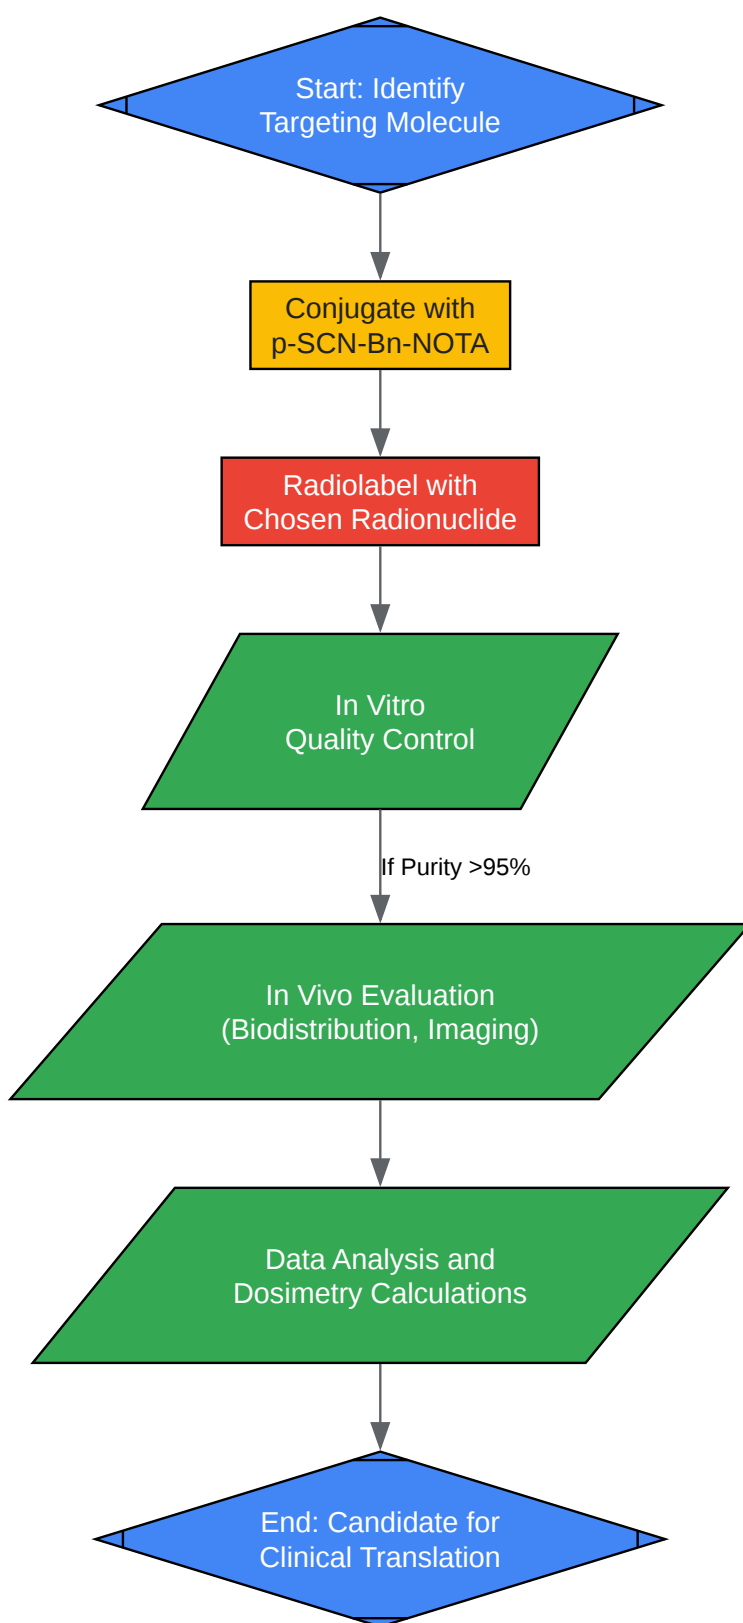 Start: Identify
Targeting Molecule
Conjugate with
p-SCN-Bn-NOTA
Radiolabel with
Chosen Radionuclide
In Vitro
Quality Control
If Purity >95%
In Vivo Evaluation
(Biodistribution, Imaging)
Data Analysis and
Dosimetry Calculations
End: Candidate for
Clinical Translation